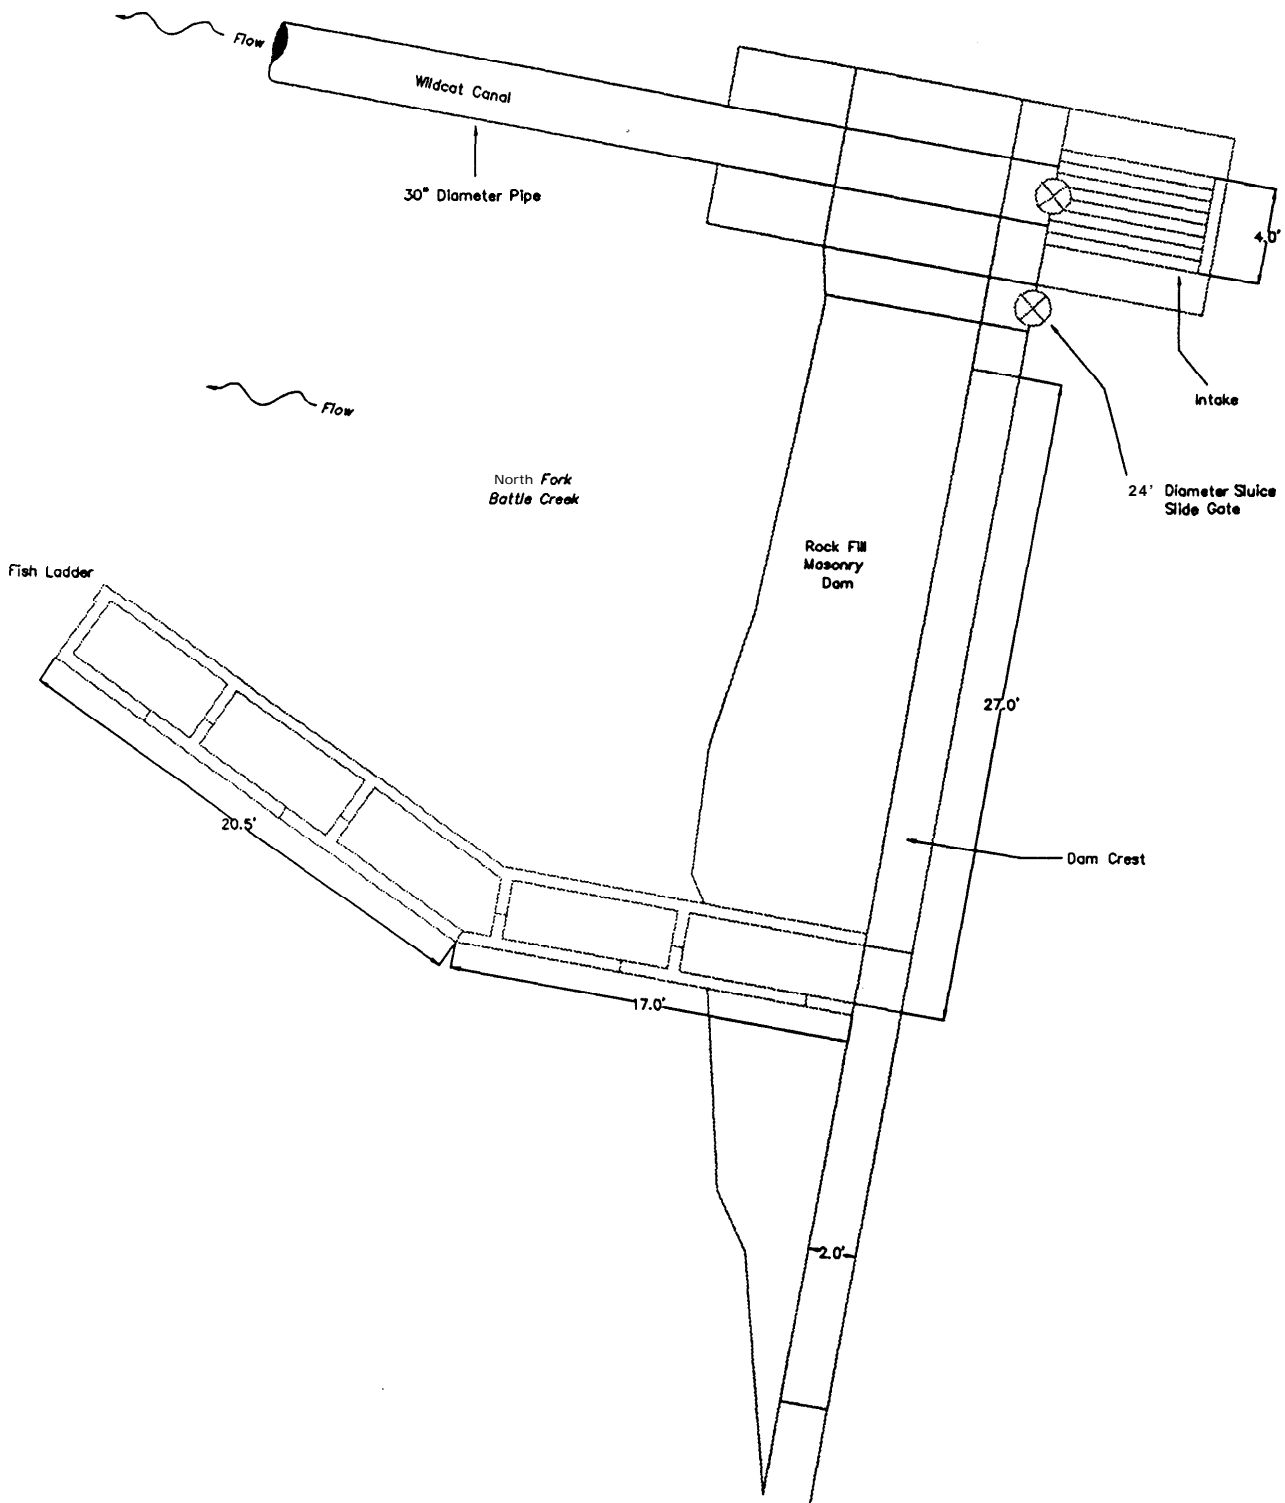 Flow
Wildcat Canal
30" Diameter Pipe
4.0'
Intake
Flow
North Fork
Battle Creek
24' Diameter Sluice
Slide Gate
Rock Fill
Masonry
Dam
Fish Ladder
27.0'
20.5'
Dam Crest
17.0'
2.0'